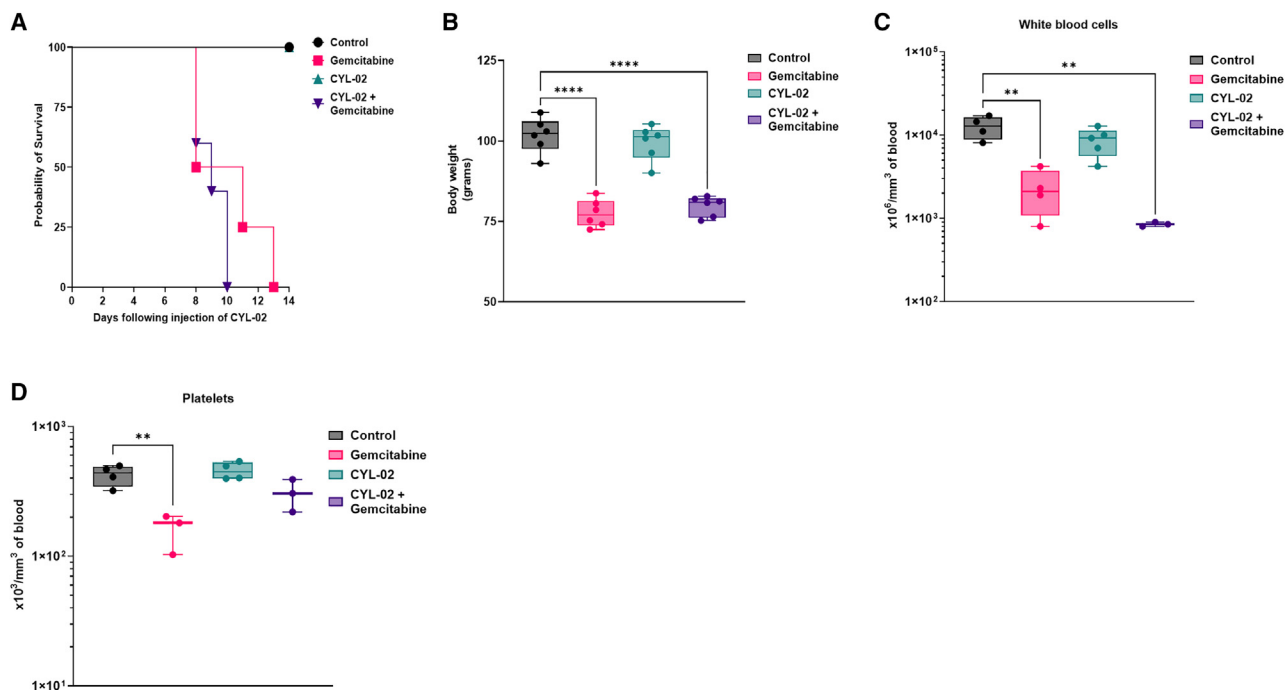 A
Probability of Survival
100
75
50
25
0
0 2 4 6 8 10 12 14
Days following injection of CYL-02
Control
Gemcitabine
CYL-02
CYL-02 +
Gemcitabine
B
Body weight
(grams)
125
100
75
50
****
****
Control
Gemcitabine
CYL-02
CYL-02 +
Gemcitabine
C
White blood cells
x10⁶/mm³ of blood
1×10⁵
1×10⁴
1×10³
1×10²
**
**
Control
Gemcitabine
CYL-02
CYL-02 +
Gemcitabine
D
Platelets
x10³/mm³ of blood
1×10³
1×10²
1×10¹
**
Control
Gemcitabine
CYL-02
CYL-02 +
Gemcitabine